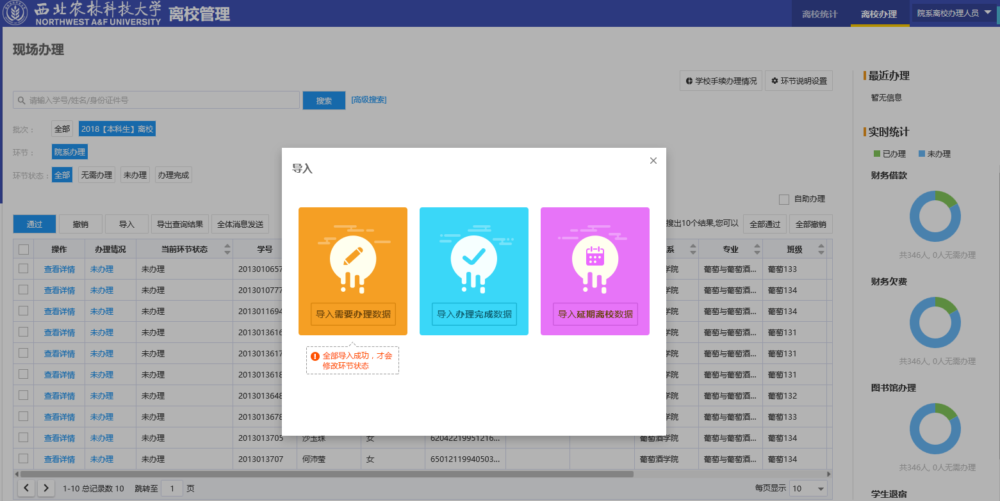 西北农林科技大学
NORTHWEST A&F UNIVERSITY
离校管理
离校统计
离校办理
院系离校办理人员
现场办理
学校手续办理情况
环节说明设置
请输入学号/姓名/身份证件号
搜索
[高级搜索]
批次：
全部
2018【本科生】离校
环节：
院系办理
环节状态：
全部
无需办理
未办理
办理完成
自助办理
通过
撤销
导入
导出查询结果
全体消息发送
搜出10个结果,您可以
全部通过
全部撤销
操作 办理情况 当前环节状态 学号 系 专业 班级
查看详情 未办理 未办理 2013010657 学院 葡萄与葡萄酒... 葡萄133
查看详情 未办理 未办理 2013010777 学院 葡萄与葡萄酒... 葡萄134
查看详情 未办理 未办理 2013011694 学院 葡萄与葡萄酒... 葡萄134
查看详情 未办理 未办理 2013013616 学院 葡萄与葡萄酒... 葡萄131
查看详情 未办理 未办理 2013013617 学院 葡萄与葡萄酒... 葡萄131
查看详情 未办理 未办理 2013013618 学院 葡萄与葡萄酒... 葡萄131
查看详情 未办理 未办理 2013013648 学院 葡萄与葡萄酒... 葡萄132
查看详情 未办理 未办理 2013013678 学院 葡萄与葡萄酒... 葡萄133
查看详情 未办理 未办理 2013013705 沙玉珠 女 62042219951216... 葡萄酒学院 葡萄与葡萄酒... 葡萄134
查看详情 未办理 未办理 2013013707 何沛莹 女 65012119940503... 葡萄酒学院 葡萄与葡萄酒... 葡萄134
1-10 总记录数 10 跳转至 1 页
每页显示 10
导入
导入需要办理数据
导入办理完成数据
导入延期离校数据
全部导入成功，才会
修改环节状态
最近办理
暂无信息
实时统计
已办理 未办理
财务借款
共346人, 0人无需办理
财务欠费
共346人, 0人无需办理
图书馆办理
共346人, 0人无需办理
学生退宿